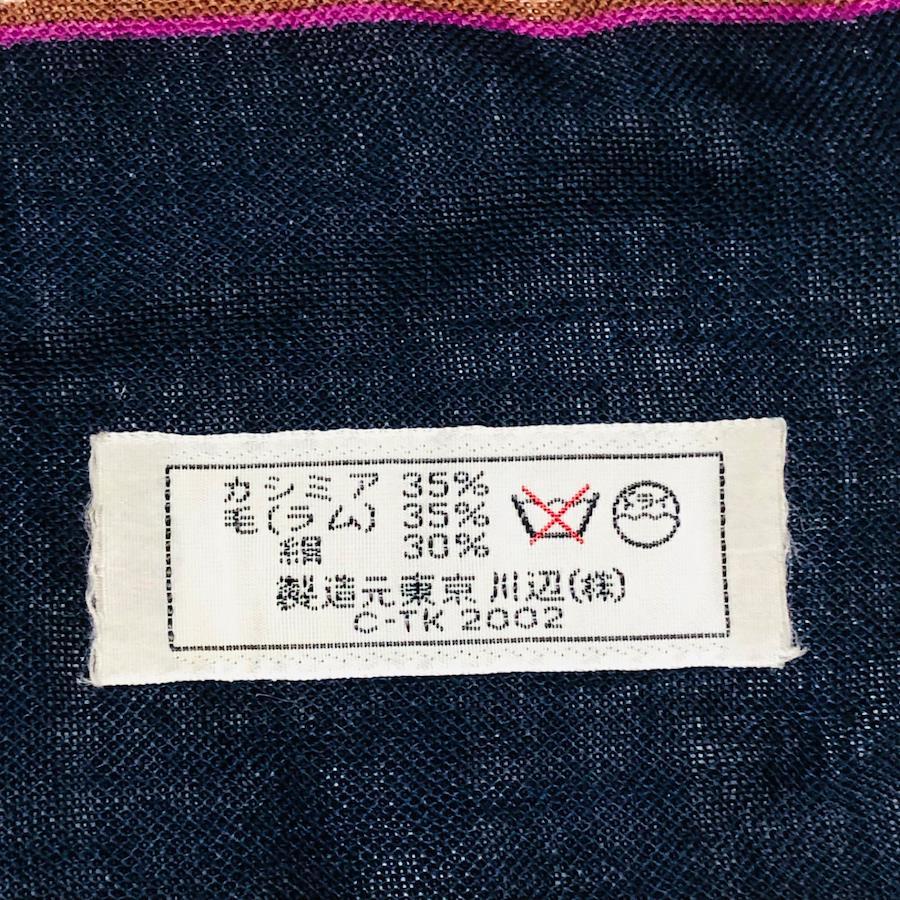 カシミア 35%
毛(ラム) 35%
絹 30%
製造元東京川辺(株)
C-TK 2002